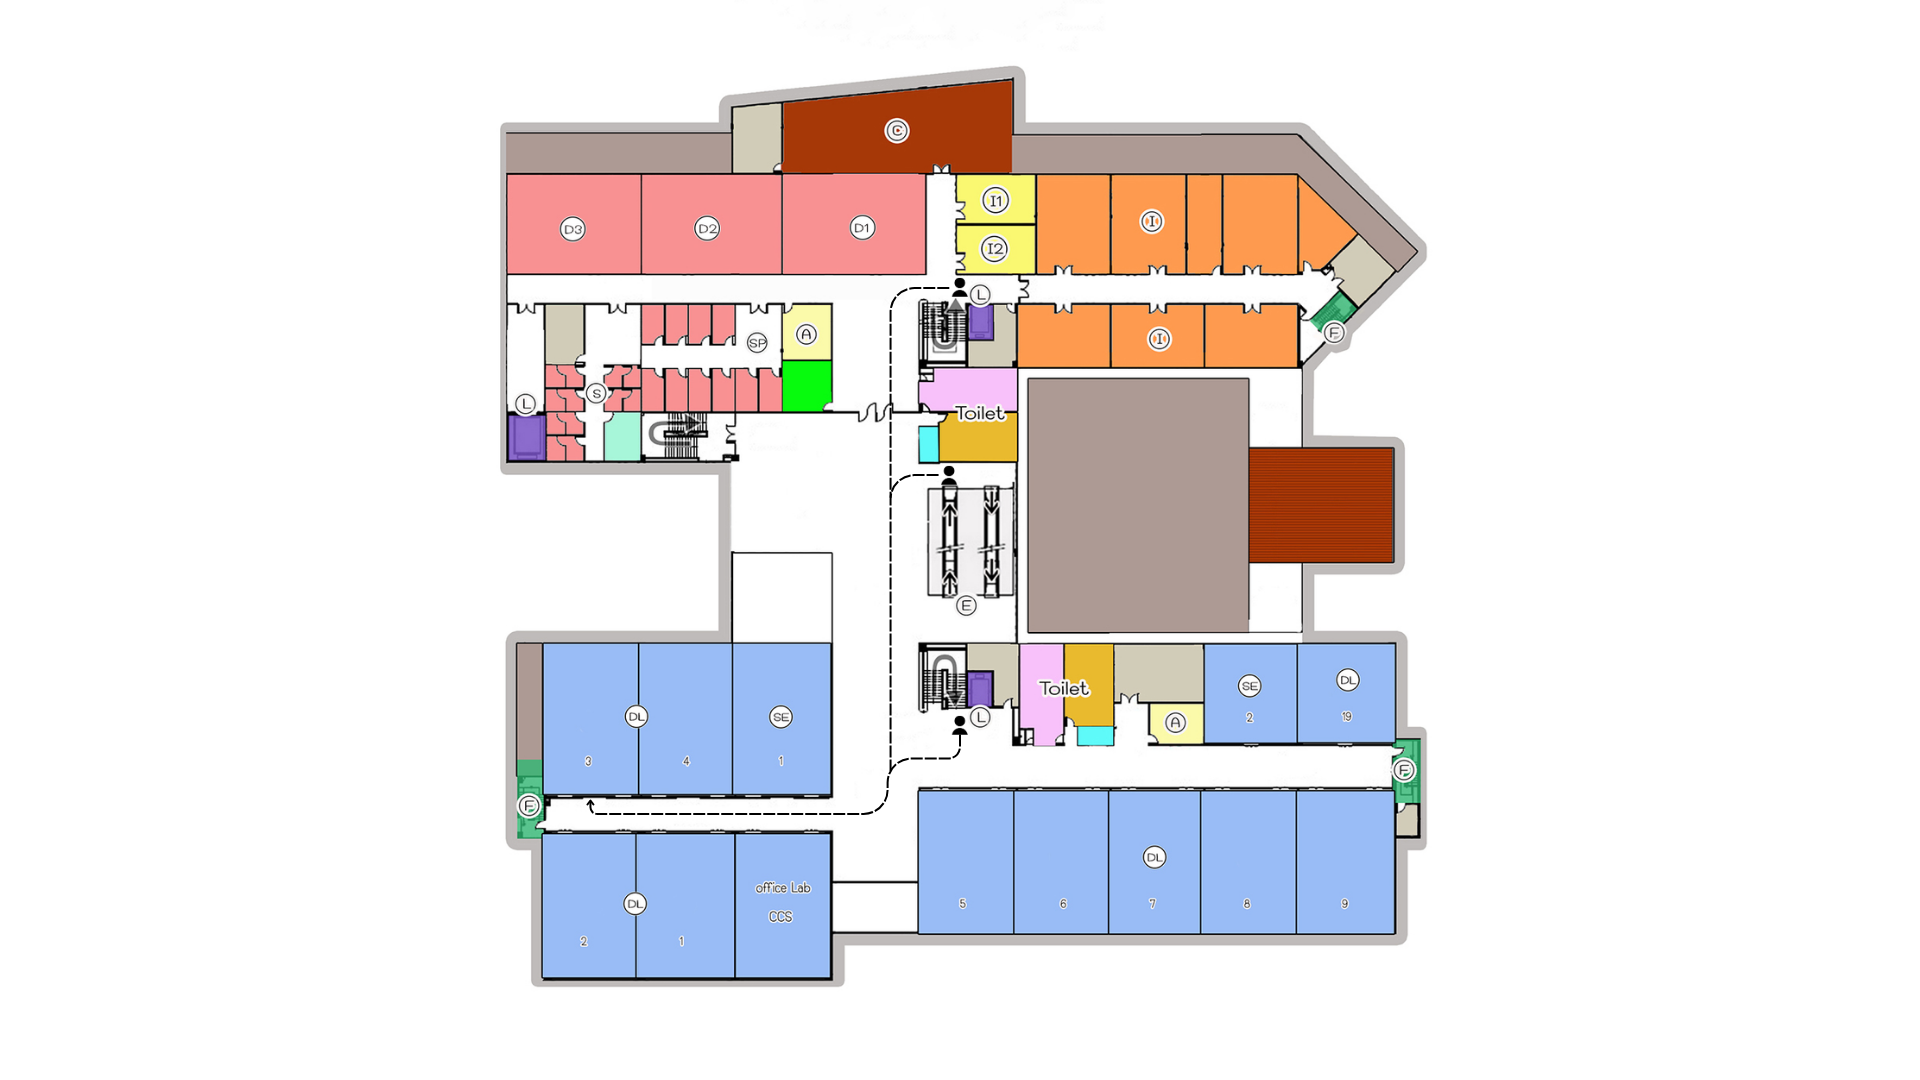 C
I1
D3
D2
D1
I
I2
L
F
SP
A
I
S
L
Toilet
E
DL
SE
DL
SE
L
Toilet
A
2
19
3
4
1
F
F
DL
office Lab
CCS
DL
5
6
7
8
9
2
1